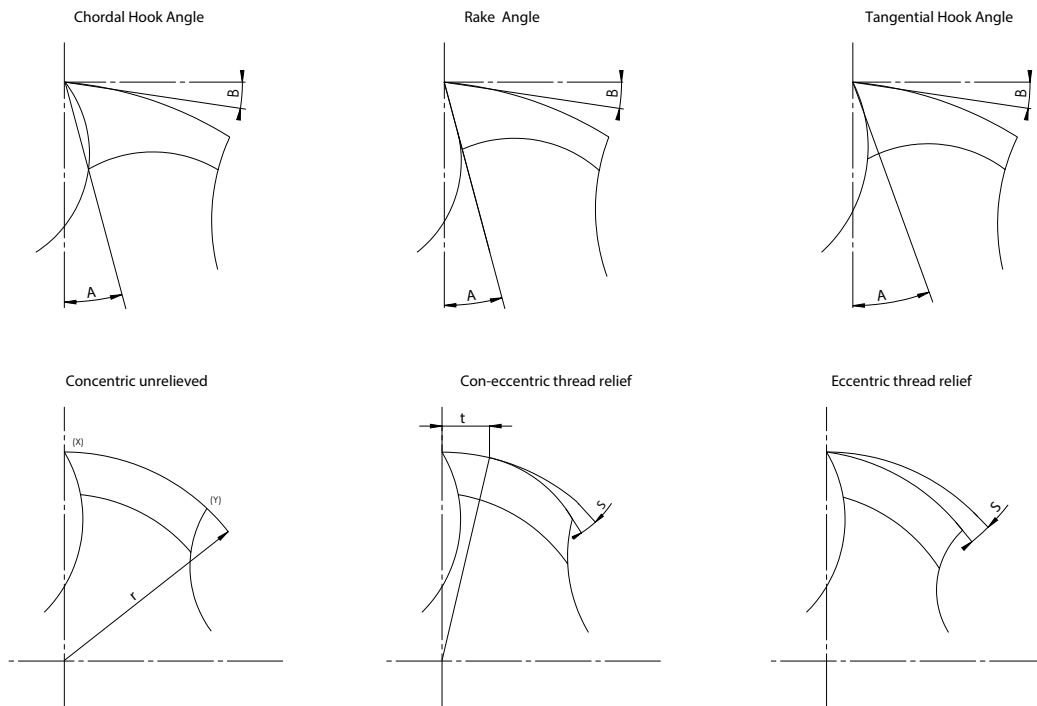 Chordal Hook Angle
Rake Angle
Tangential Hook Angle
B
B
B
A
A
A
Concentric unrelieved
Con-eccentric thread relief
Eccentric thread relief
t
(X)
(Y)
S
S
r